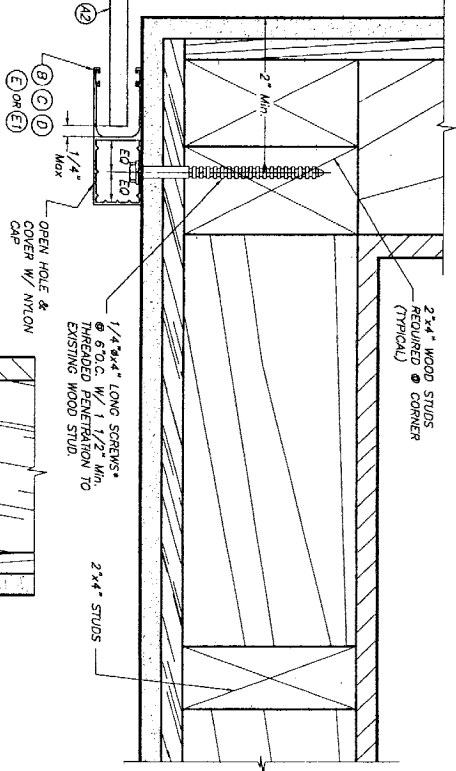 2"x4" WOOD STUDS
REQUIRED @ CORNER
(TYPICAL)
2" Min.
A2
B C D
E OR E1
1/4"
Max
EQ EQ
OPEN HOLE &
COVER W/ NYLON
CAP
1/4"øx4" LONG SCREWS*
@ 6"O.C. W/ 1 1/2" Min.
THREADED PENETRATION TO
EXISTING WOOD STUD.
2"x4" STUDS